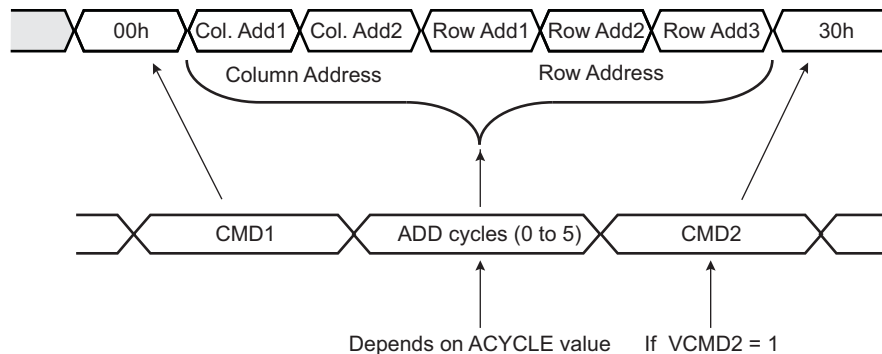 00h Col. Add1 Col. Add2 Row Add1 Row Add2 Row Add3 30h
Column Address Row Address
CMD1 ADD cycles (0 to 5) CMD2
Depends on ACYCLE value If VCMD2 = 1